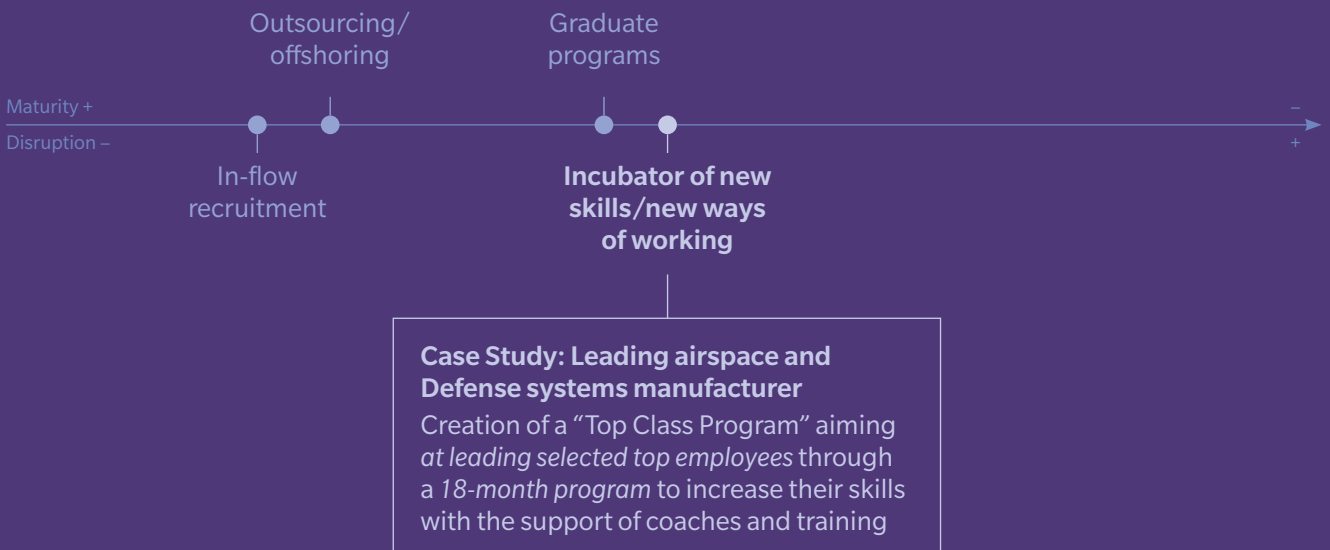 Outsourcing/
offshoring
Graduate
programs
Maturity +
–
Disruption –
+
In-flow
recruitment
Incubator of new
skills/new ways
of working
Case Study: Leading airspace and
Defense systems manufacturer
Creation of a “Top Class Program” aiming
at leading selected top employees through
a 18-month program to increase their skills
with the support of coaches and training